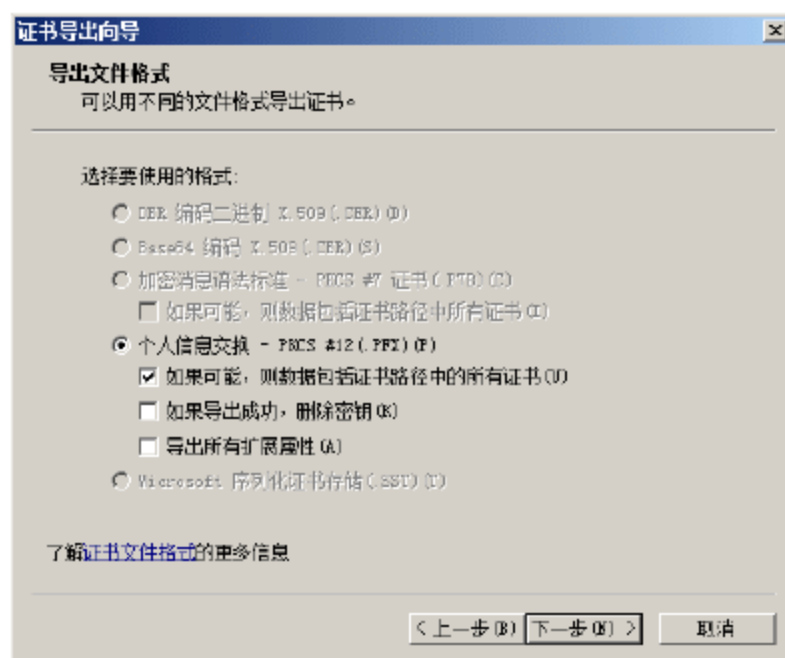 证书导出向导
导出文件格式
可以用不同的文件格式导出证书。
选择要使用的格式:
DER 编码二进制 X.509(.CER)(D)
Base64 编码 X.509(.CER)(S)
加密消息语法标准 - PKCS #7 证书(.P7B)(C)
如果可能，则数据包括证书路径中所有证书(I)
个人信息交换 - PKCS #12(.PFX)(P)
如果可能，则数据包括证书路径中的所有证书(U)
如果导出成功，删除密钥(K)
导出所有扩展属性(A)
Microsoft 序列化证书存储(.SST)(T)
了解证书文件格式的更多信息
< 上一步(B) 下一步(N) > 取消